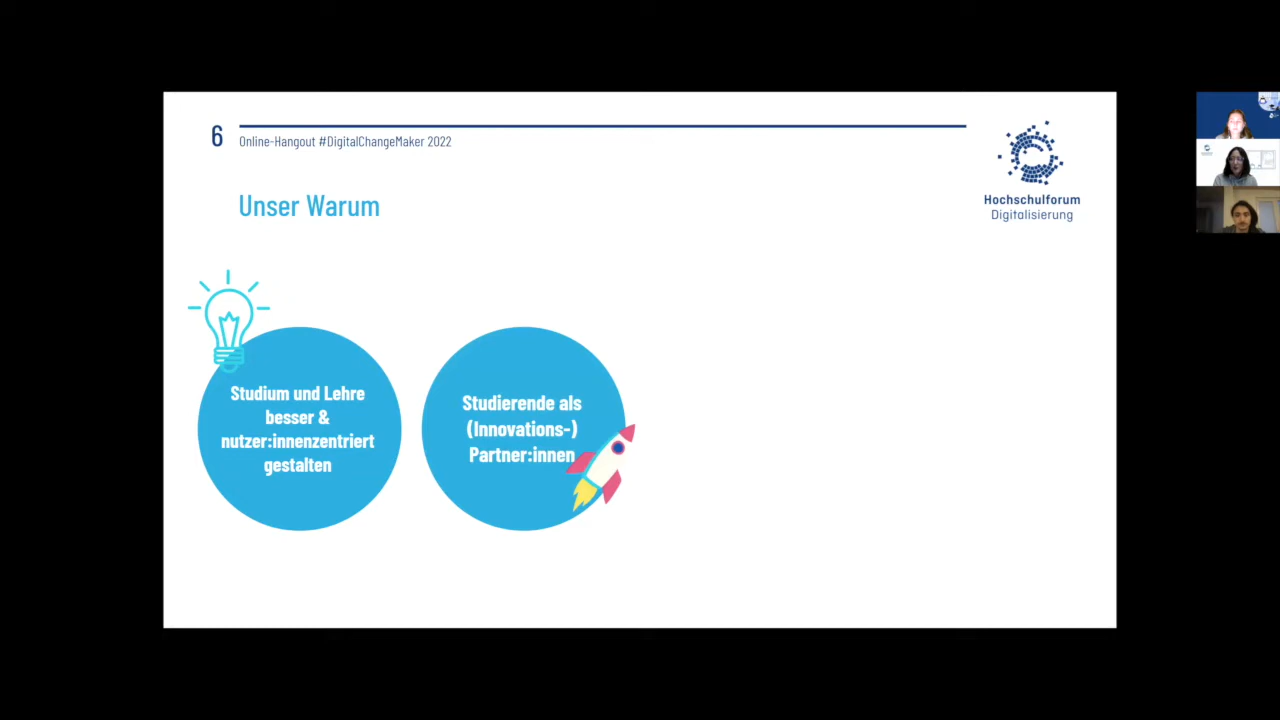 6
Online-Hangout #DigitalChangeMaker 2022
Hochschulforum
Digitalisierung
Unser Warum
Studium und Lehre
besser &
nutzer:innenzentriert
gestalten
Studierende als
(Innovations-)
Partner:innen